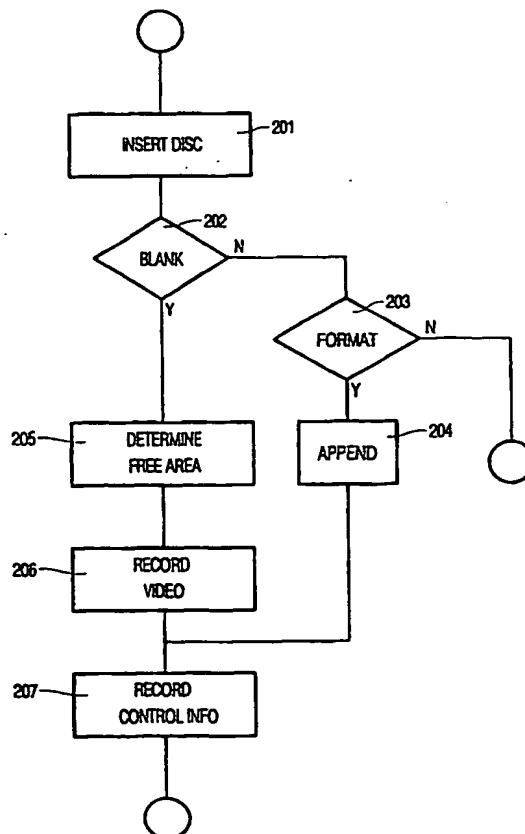 INSERT DISC
201
202
BLANK
N
Y
203
FORMAT
N
Y
205
DETERMINE
FREE AREA
204
APPEND
206
RECORD
VIDEO
207
RECORD
CONTROL INFO